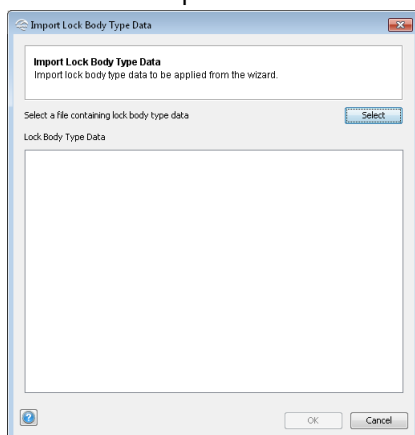 Import Lock Body Type Data
Import Lock Body Type Data
Import lock body type data to be applied from the wizard.
Select a file containing lock body type data
Select
Lock Body Type Data
?
OK
Cancel